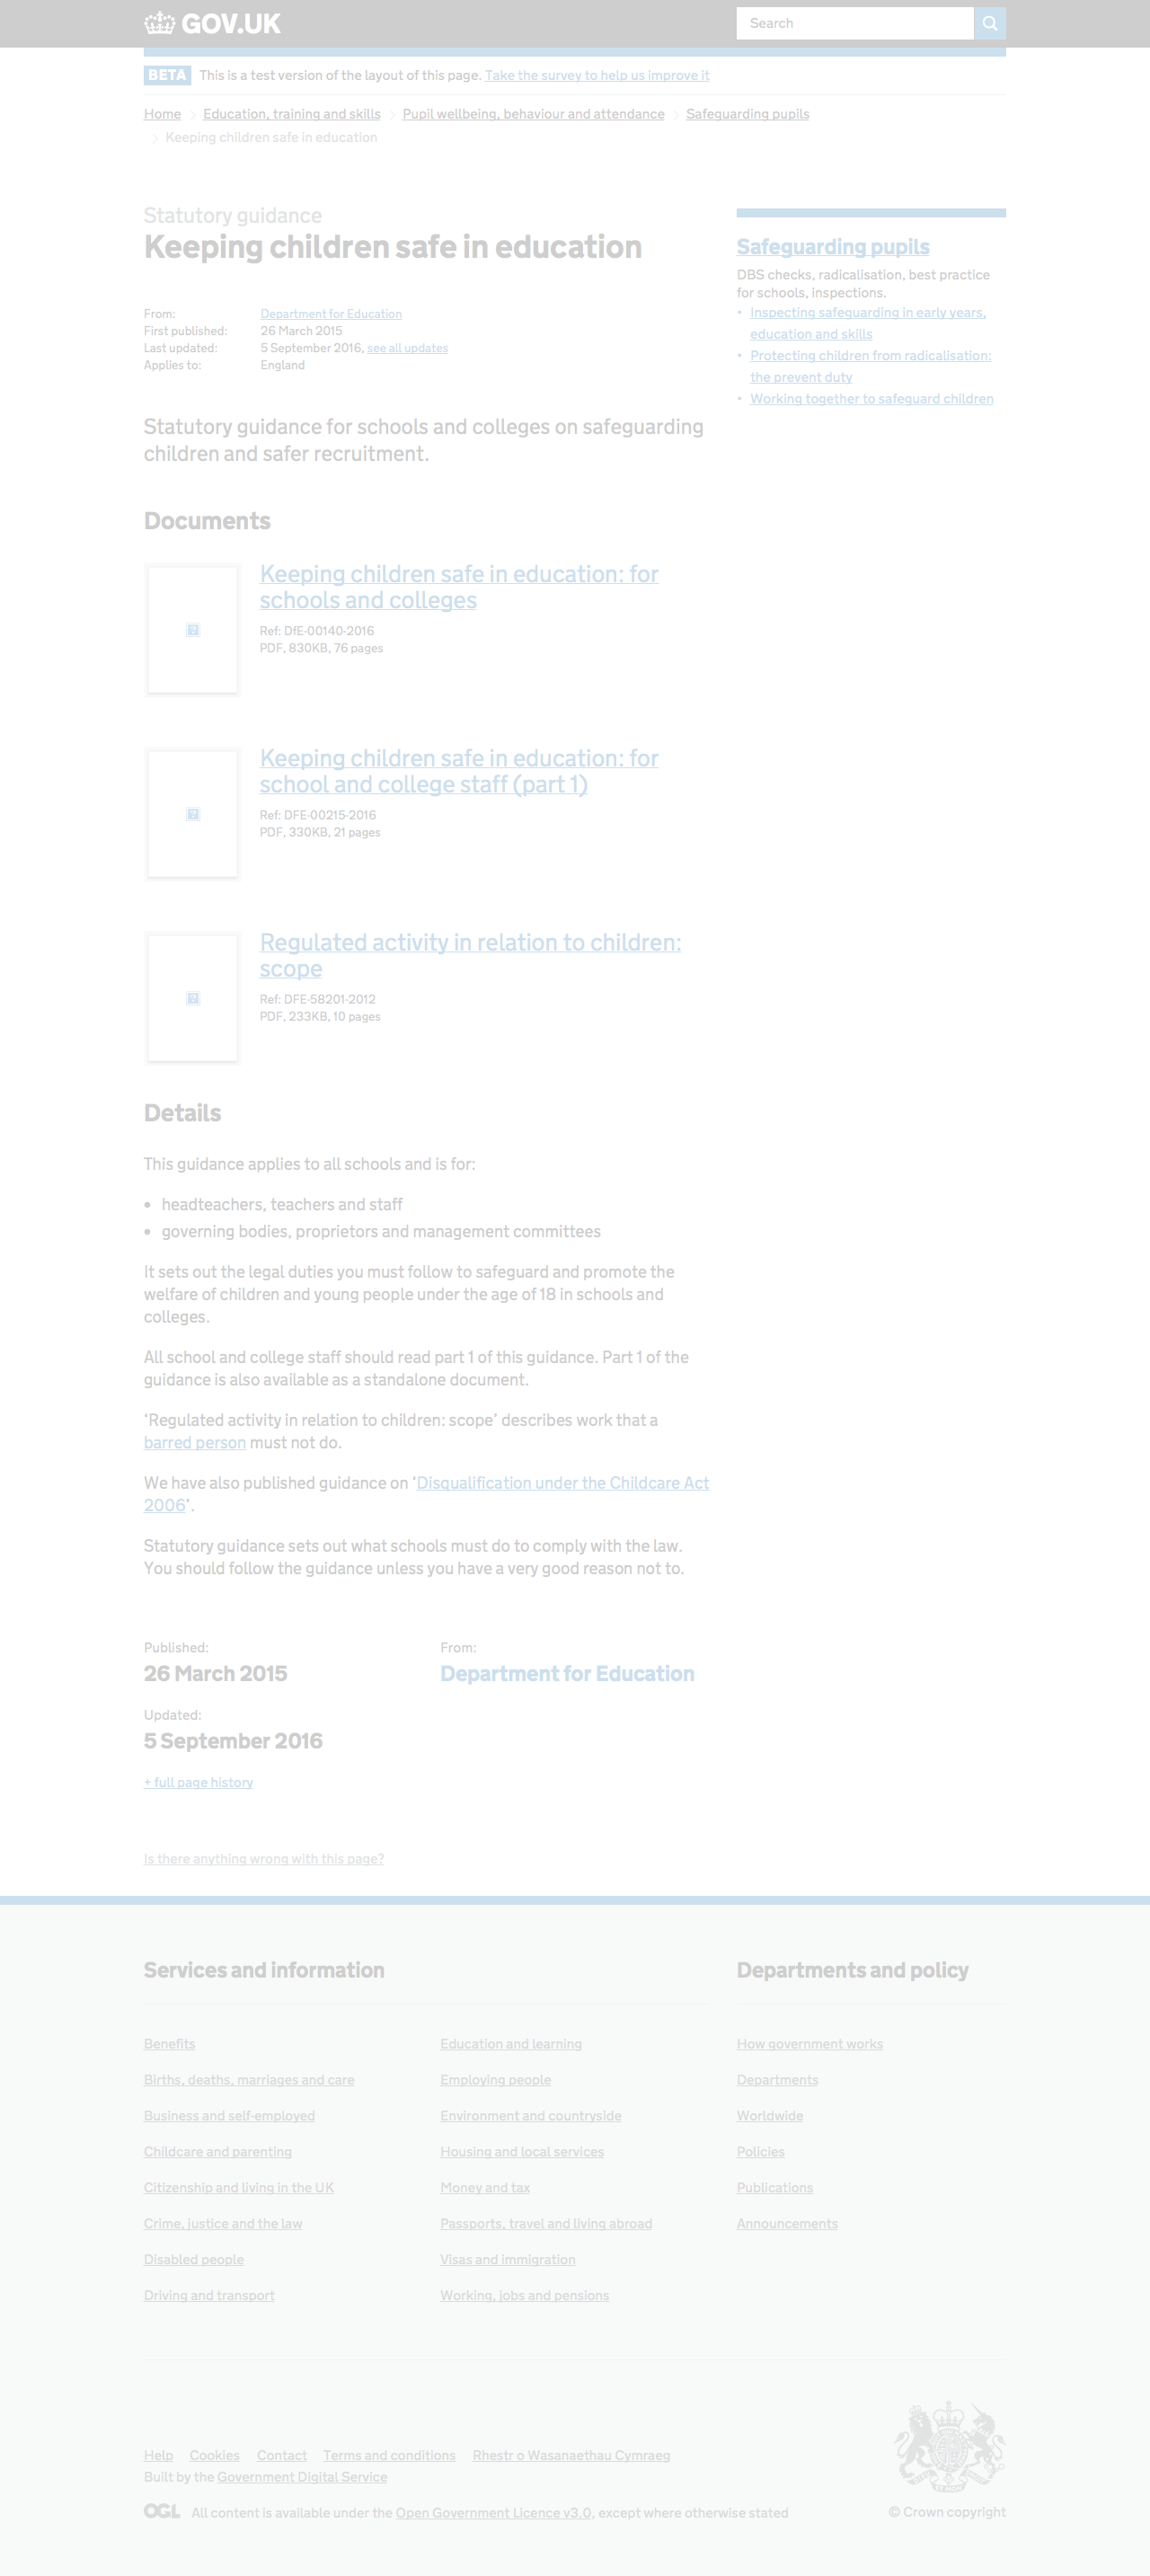 GOV.UK
Search
BETA This is a test version of the layout of this page. Take the survey to help us improve it
Home Education, training and skills Pupil wellbeing, behaviour and attendance Safeguarding pupils
Keeping children safe in education
Statutory guidance
Keeping children safe in education
From: Department for Education
First published: 26 March 2015
Last updated: 5 September 2016, see all updates
Applies to: England
Safeguarding pupils
DBS checks, radicalisation, best practice
for schools, inspections.
• Inspecting safeguarding in early years,
education and skills
• Protecting children from radicalisation:
the prevent duty
• Working together to safeguard children
Statutory guidance for schools and colleges on safeguarding
children and safer recruitment.
Documents
Keeping children safe in education: for
schools and colleges
Ref: DfE-00140-2016
PDF, 830KB, 76 pages
Keeping children safe in education: for
school and college staff (part 1)
Ref: DFE-00215-2016
PDF, 330KB, 21 pages
Regulated activity in relation to children:
scope
Ref: DFE-58201-2012
PDF, 233KB, 10 pages
Details
This guidance applies to all schools and is for:
• headteachers, teachers and staff
• governing bodies, proprietors and management committees
It sets out the legal duties you must follow to safeguard and promote the
welfare of children and young people under the age of 18 in schools and
colleges.
All school and college staff should read part 1 of this guidance. Part 1 of the
guidance is also available as a standalone document.
‘Regulated activity in relation to children: scope’ describes work that a
barred person must not do.
We have also published guidance on ‘Disqualification under the Childcare Act
2006’.
Statutory guidance sets out what schools must do to comply with the law.
You should follow the guidance unless you have a very good reason not to.
Published:
26 March 2015
From:
Department for Education
Updated:
5 September 2016
+ full page history
Is there anything wrong with this page?
Services and information
Benefits
Births, deaths, marriages and care
Business and self-employed
Childcare and parenting
Citizenship and living in the UK
Crime, justice and the law
Disabled people
Driving and transport
Education and learning
Employing people
Environment and countryside
Housing and local services
Money and tax
Passports, travel and living abroad
Visas and immigration
Working, jobs and pensions
Departments and policy
How government works
Departments
Worldwide
Policies
Publications
Announcements
Help Cookies Contact Terms and conditions Rhestr o Wasanaethau Cymraeg
Built by the Government Digital Service
OGL All content is available under the Open Government Licence v3.0, except where otherwise stated
© Crown copyright